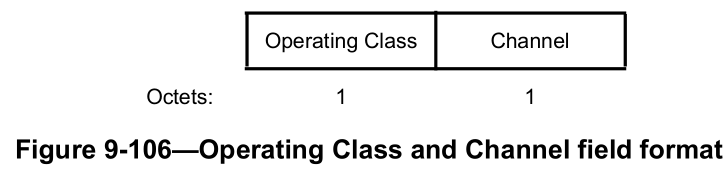 Operating Class Channel
Octets: 1 1
Figure 9-106—Operating Class and Channel field format